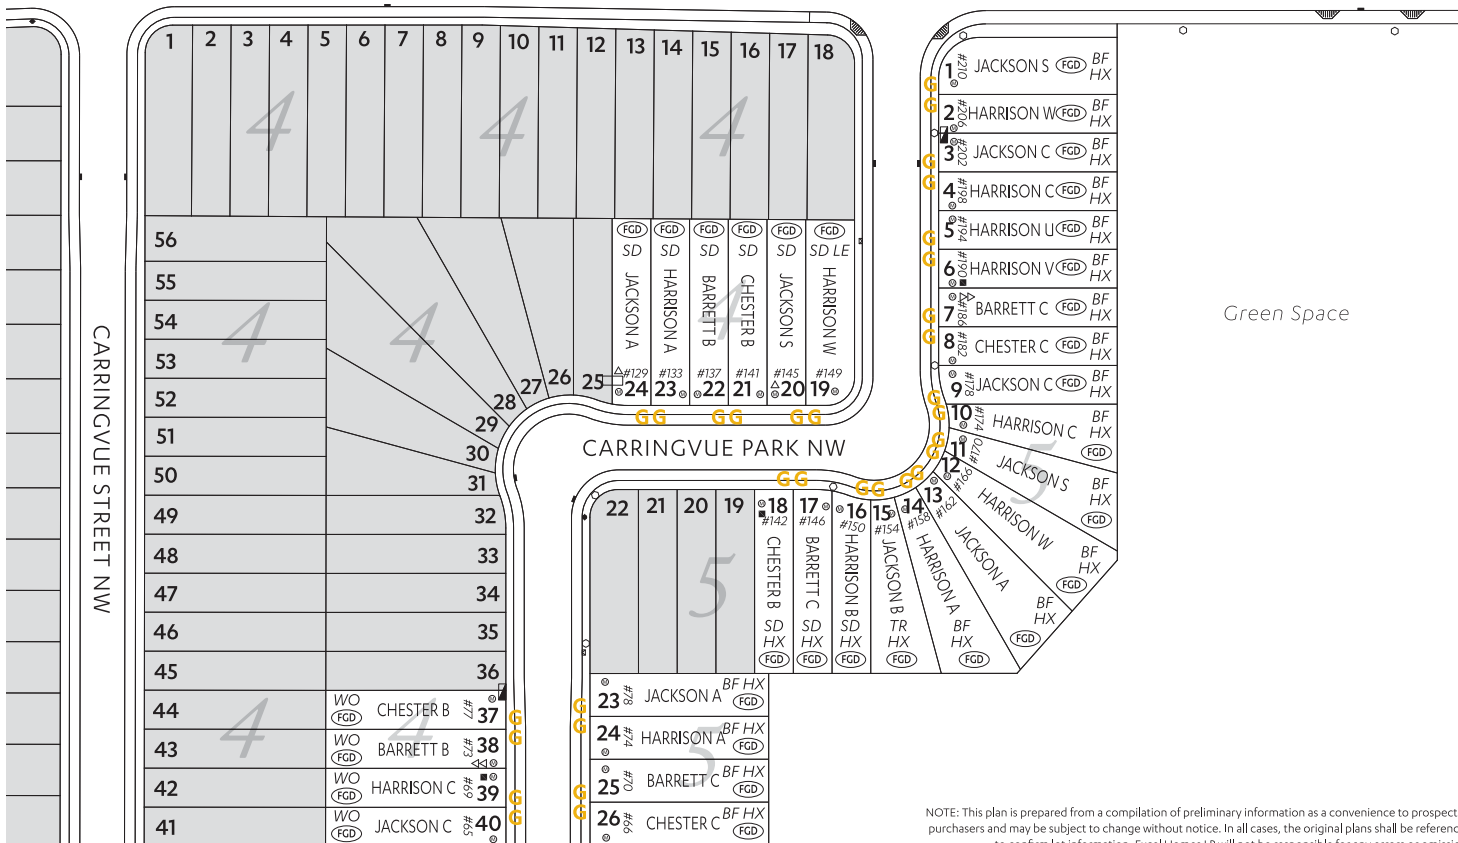 1 2 3 4 5 6 7 8 9 10 11 12 13 14 15 16 17 18
4 4 4
56
55
54
53
52
51
50
49
48
47
46
45
44
43
42
41
4 4
25 26 27 28 29 30 31
32
33
34
35
36
CARRINGVUE STREET NW
FGD SD JACKSON A #129 24
FGD SD HARRISON A #133 23
FGD SD BARRETT B #137 22
FGD SD CHESTER B #141 21
FGD SD JACKSON S #145 20
FGD SD LE HARRISON W #149 19
4
G G G G G G
CARRINGVUE PARK NW
G G G G G G
1 #210 JACKSON S FGD BF HX
2 #206 HARRISON W FGD BF HX
3 #202 JACKSON C FGD BF HX
4 #198 HARRISON C FGD BF HX
5 #194 HARRISON U FGD BF HX
6 #190 HARRISON V FGD BF HX
7 #186 BARRETT C FGD BF HX
8 #182 CHESTER C FGD BF HX
9 #178 JACKSON C FGD BF HX
10 #174 HARRISON C BF HX FGD
11 #170 JACKSON S BF HX FGD
12 #166 HARRISON W BF HX FGD
13 #162 JACKSON A BF HX FGD
14 #158 HARRISON A BF HX FGD
15 #154 JACKSON B TR HX FGD
16 #150 HARRISON B SD HX FGD
17 #146 BARRETT C SD HX FGD
18 #142 CHESTER B SD HX FGD
G G G G G G G G G G G G
5
Green Space
22 21 20 19
5
WO FGD CHESTER B #77 37
WO FGD BARRETT B #73 38
WO FGD HARRISON C #69 39
WO FGD JACKSON C #65 40
4 4
G G G G
G G G G
23 #78 JACKSON A BF HX FGD
24 #74 HARRISON A BF HX FGD
25 #70 BARRETT C BF HX FGD
26 #66 CHESTER C BF HX FGD
5
NOTE: This plan is prepared from a compilation of preliminary information as a convenience to prospect
purchasers and may be subject to change without notice. In all cases, the original plans shall be referenc